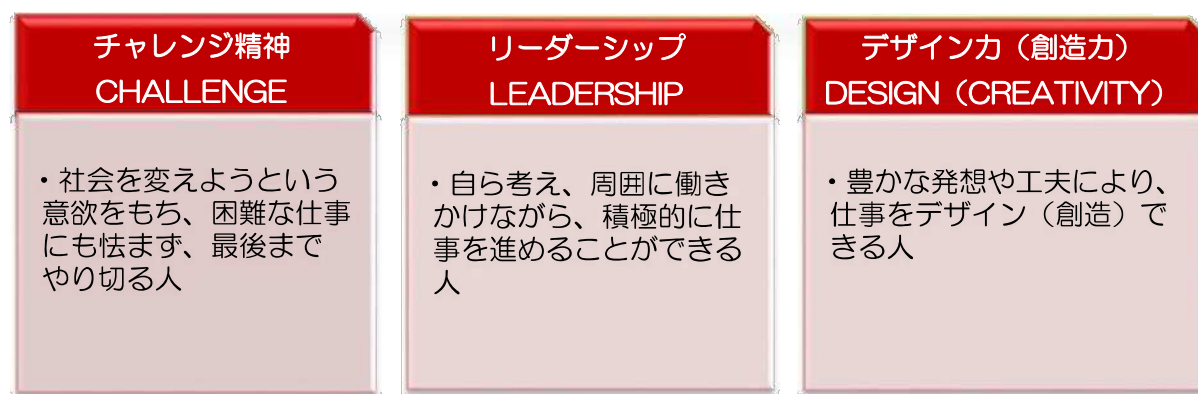 チャレンジ精神
CHALLENGE
・社会を変えようという
意欲をもち、困難な仕事
にも怯まず、最後まで
やり切る人
リーダーシップ
LEADERSHIP
・自ら考え、周囲に働き
かけながら、積極的に仕
事を進めることができる
人
デザイン力（創造力）
DESIGN（CREATIVITY）
・豊かな発想や工夫により、
仕事をデザイン（創造）で
きる人